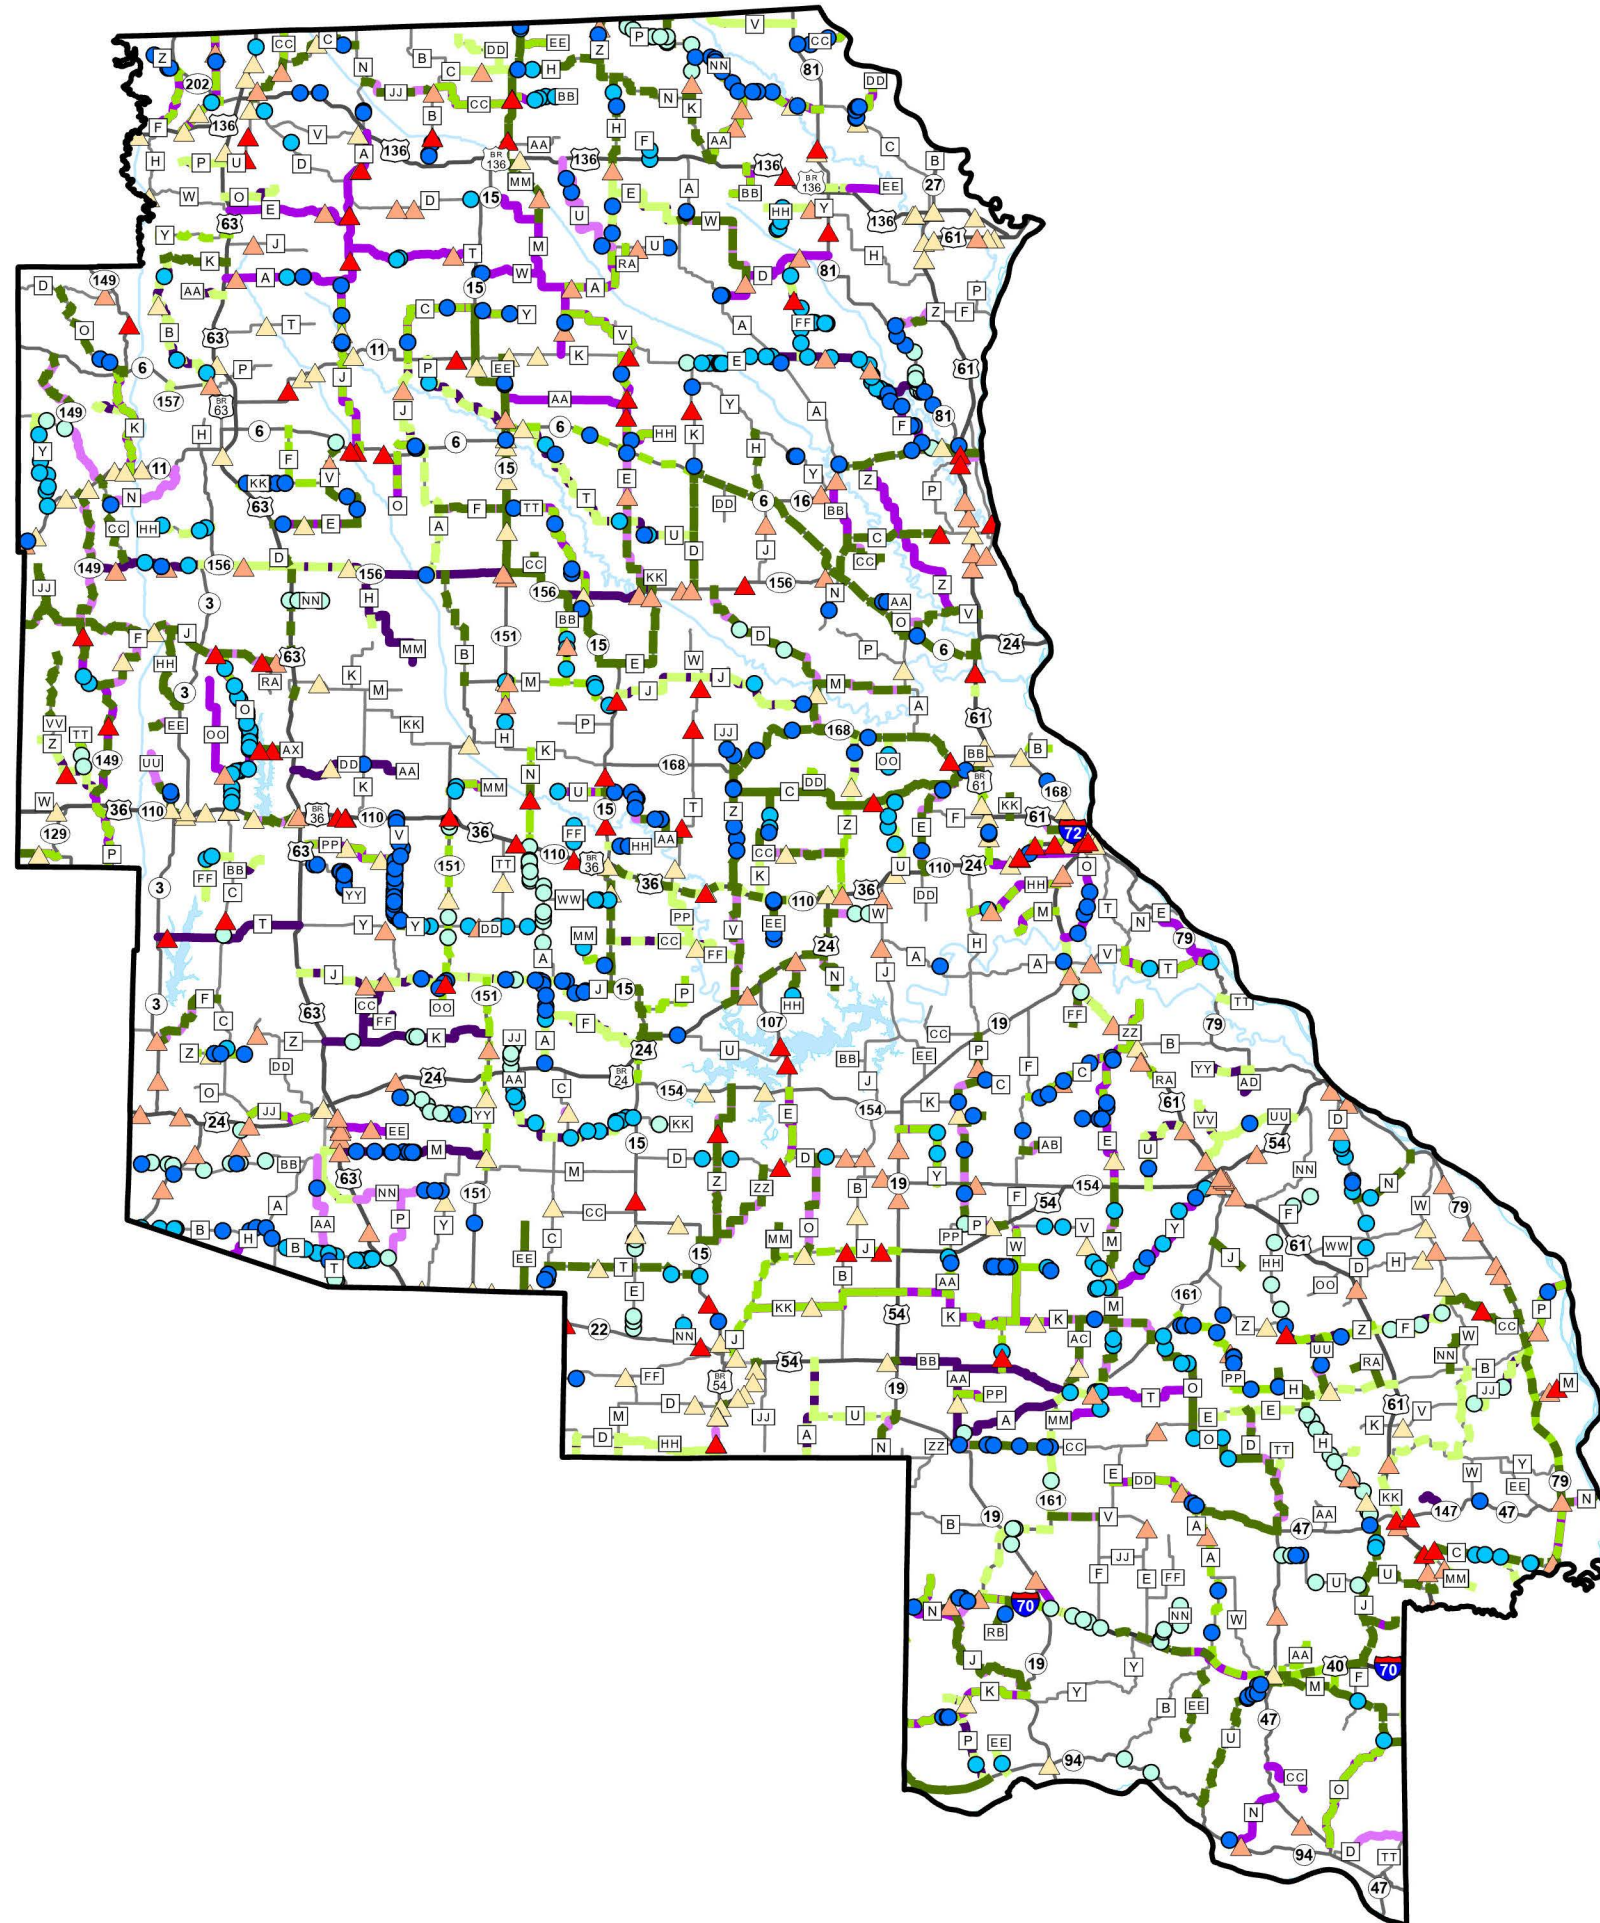 V
CC
C
P
CC
Z
B
DD
EE
Z
N
C
H
NN
81
DD
202
JJ
CC
BB
N
K
B
H
F
136
V
A
136
AA
F
AA
C
H
P
U
D
BR 136
136
136
B
W
O
E
D
15
MM
E
A
BB
BR 136
EE
27
63
U
W
HH
Y
136
61
Y
J
T
M
U
H
K
RA
81
A
W
D
D
149
AA
15
A
P
C
Y
A
Z
F
O
B
T
FF
63
V
11
K
E
6
P
P
EE
61
J
157
BR 63
AA
Y
A
149
J
81
K
H
6
6
6
HH
K
F
Y
11
F
15
H
Y
N
KK
V
E
Z
P
63
O
F
TT
T
DD
6
16
BB
CC
HH
E
A
U
D
J
C
149
156
D
156
CC
KK
156
CC
JJ
3
NN
H
156
N
AA
Z
BB
O
V
F
J
151
15
D
P
6
24
HH
63
MM
B
E
W
RA
K
M
M
J
J
M
A
3
O
VV
EE
OO
KK
P
JJ
168
61
Z
TT
H
K
BB
B
149
UU
AX
DD
AA
168
OO
K
N
MM
U
15
T
C
DD
BR 61
168
W
36
110
BR 36
110
KK
129
V
36
FF
Z
F
61
72
P
63
PP
151
TT
110
HH
AA
Z
E
BR 36
CC
U
110
24
O
3
FF
BB
C
YY
36
K
36
DD
HH
WW
110
W
M
T
N
E
T
Y
Y
DD
MM
CC
PP
V
EE
24
H
79
FF
A
J
A
A
V
T
J
151
J
15
P
N
HH
TT
3
F
CC
OO
63
FF
F
107
FF
79
C
K
JJ
CC
19
ZZ
Z
Z
A
24
U
BB
EE
P
B
DD
24
AA
BR 24
154
J
F
C
RA
YY
AD
O
C
C
24
JJ
YY
154
K
61
E
KK
VV
UU
D
EE
15
AB
E
U
54
BB
M
M
D
D
Y
NN
63
NN
151
Z
ZZ
B
19
154
N
A
F
54
W
79
AA
P
Y
CC
O
P
V
Y
F
B
H
B
C
MM
PP
W
M
61
WW
T
EE
T
15
J
J
HH
D
H
B
AA
OO
E
KK
54
K
K
M
161
P
22
NN
J
AC
Z
F
CC
W
54
BB
UU
NN
FF
BR 54
AA
RA
B
19
PP
T
O
PP
H
JJ
M
D
M
JJ
U
A
MM
E
E
61
K
V
D
HH
A
N
ZZ
CC
O
D
H
TT
W
Y
E
DD
EE
79
161
KK
N
B
19
V
A
47
AA
147
47
JJ
A
C
F
E
FF
U
U
MM
N
70
NN
W
J
RB
J
19
Y
AA
40
70
K
Y
B
EE
M
F
P
EE
47
U
94
CC
O
N
94
D
TT
47